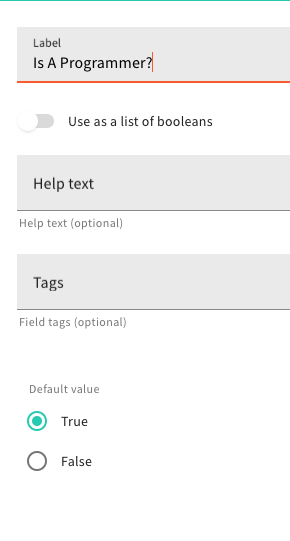 Label
Is A Programmer?
Use as a list of booleans
Help text
Help text (optional)
Tags
Field tags (optional)
Default value
True
False